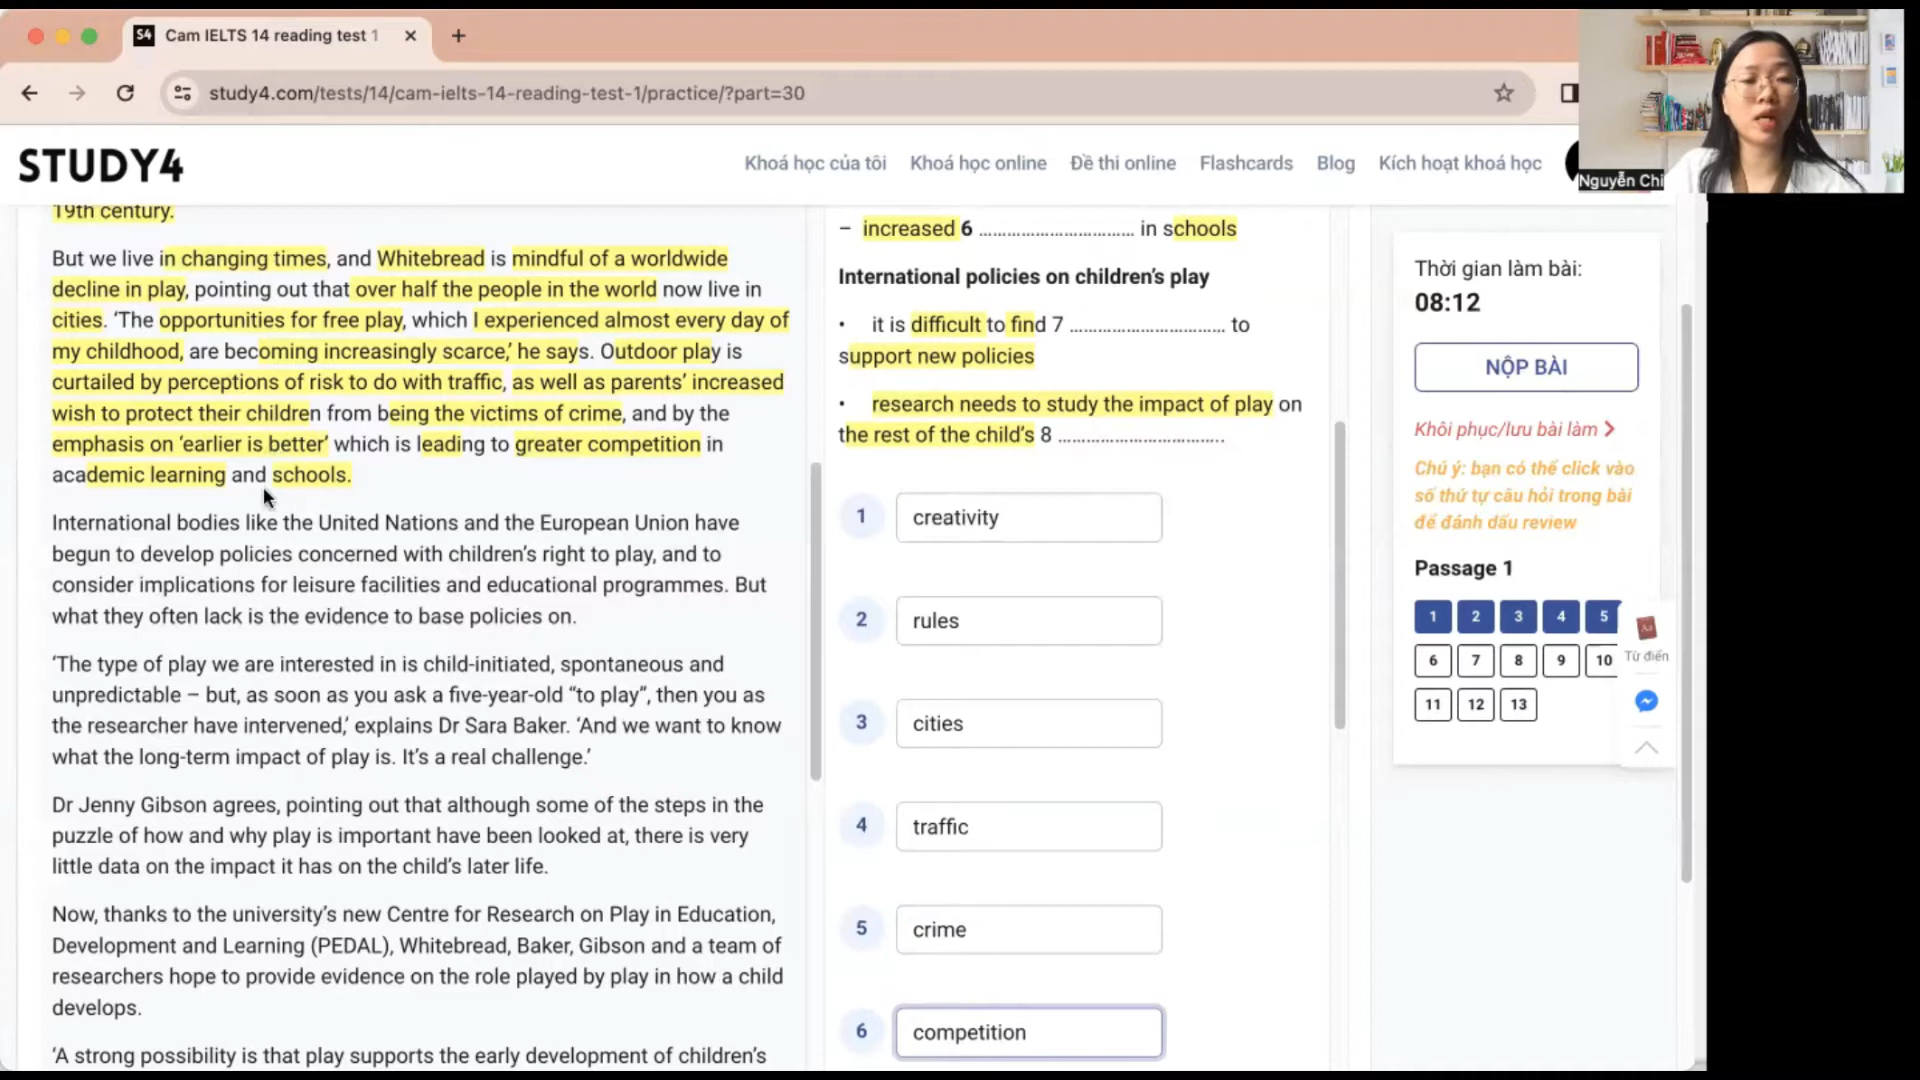 S4 Cam IELTS 14 reading test 1
study4.com/tests/14/cam-ielts-14-reading-test-1/practice/?part=30
STUDY4
Khoá học của tôi Khoá học online Đề thi online Flashcards Blog Kích hoạt khoá học
Nguyễn Chi
19th century.
But we live in changing times, and Whitebread is mindful of a worldwide
decline in play, pointing out that over half the people in the world now live in
cities. ‘The opportunities for free play, which I experienced almost every day of
my childhood, are becoming increasingly scarce,’ he says. Outdoor play is
curtailed by perceptions of risk to do with traffic, as well as parents’ increased
wish to protect their children from being the victims of crime, and by the
emphasis on ‘earlier is better’ which is leading to greater competition in
academic learning and schools.
International bodies like the United Nations and the European Union have
begun to develop policies concerned with children’s right to play, and to
consider implications for leisure facilities and educational programmes. But
what they often lack is the evidence to base policies on.
‘The type of play we are interested in is child-initiated, spontaneous and
unpredictable – but, as soon as you ask a five-year-old “to play”, then you as
the researcher have intervened,’ explains Dr Sara Baker. ‘And we want to know
what the long-term impact of play is. It’s a real challenge.’
Dr Jenny Gibson agrees, pointing out that although some of the steps in the
puzzle of how and why play is important have been looked at, there is very
little data on the impact it has on the child’s later life.
Now, thanks to the university’s new Centre for Research on Play in Education,
Development and Learning (PEDAL), Whitebread, Baker, Gibson and a team of
researchers hope to provide evidence on the role played by play in how a child
develops.
‘A strong possibility is that play supports the early development of children’s
– increased 6 ................................ in schools
International policies on children’s play
• it is difficult to find 7 ................................ to
support new policies
• research needs to study the impact of play on
the rest of the child’s 8 ..................................
1 creativity
2 rules
3 cities
4 traffic
5 crime
6 competition
Thời gian làm bài:
08:12
NỘP BÀI
Khôi phục/lưu bài làm
Chú ý: bạn có thể click vào
số thứ tự câu hỏi trong bài
để đánh dấu review
Passage 1
1 2 3 4 5
6 7 8 9 10
11 12 13
Từ điển